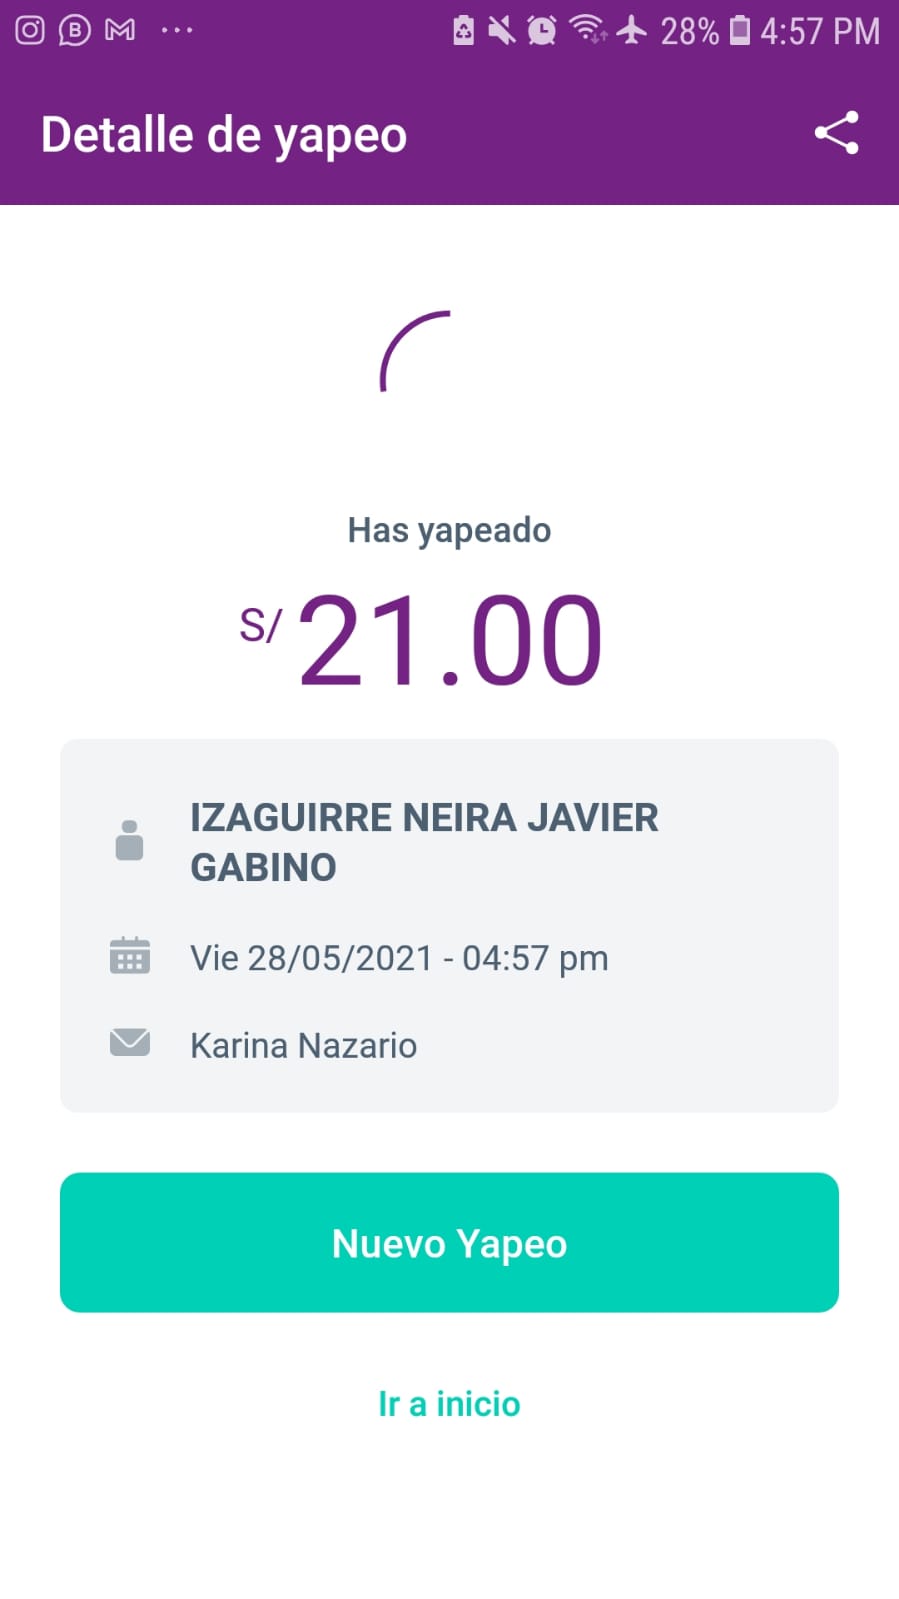 28% 4:57 PM
Detalle de yapeo
Has yapeado
S/ 21.00
IZAGUIRRE NEIRA JAVIER
GABINO
Vie 28/05/2021 - 04:57 pm
Karina Nazario
Nuevo Yapeo
Ir a inicio